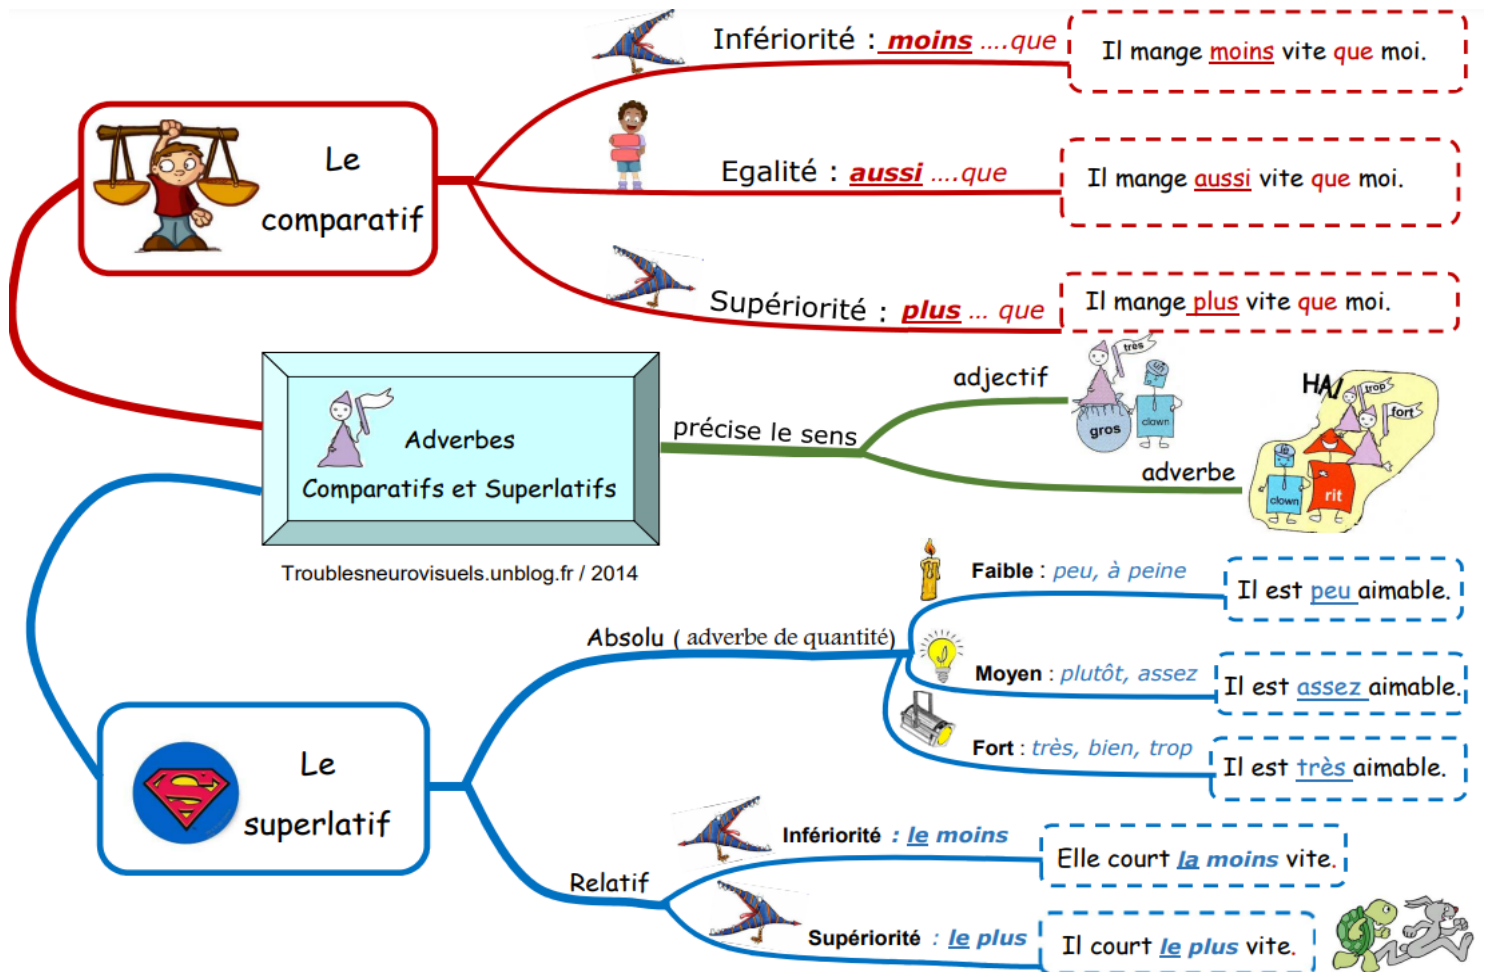 Infériorité : moins ....que
Il mange moins vite que moi.
Le
comparatif
Egalité : aussi ....que
Il mange aussi vite que moi.
Supériorité : plus ... que
Il mange plus vite que moi.
Adverbes
Comparatifs et Superlatifs
précise le sens
adjectif
très
gros
un
clown
adverbe
HA!
trop
fort
le
clown
rit
Troublesneurovisuels.unblog.fr / 2014
Le
superlatif
Absolu ( adverbe de quantité)
Faible : peu, à peine
Il est peu aimable.
Moyen : plutôt, assez
Il est assez aimable.
Fort : très, bien, trop
Il est très aimable.
Relatif
Infériorité : le moins
Elle court la moins vite.
Supériorité : le plus
Il court le plus vite.